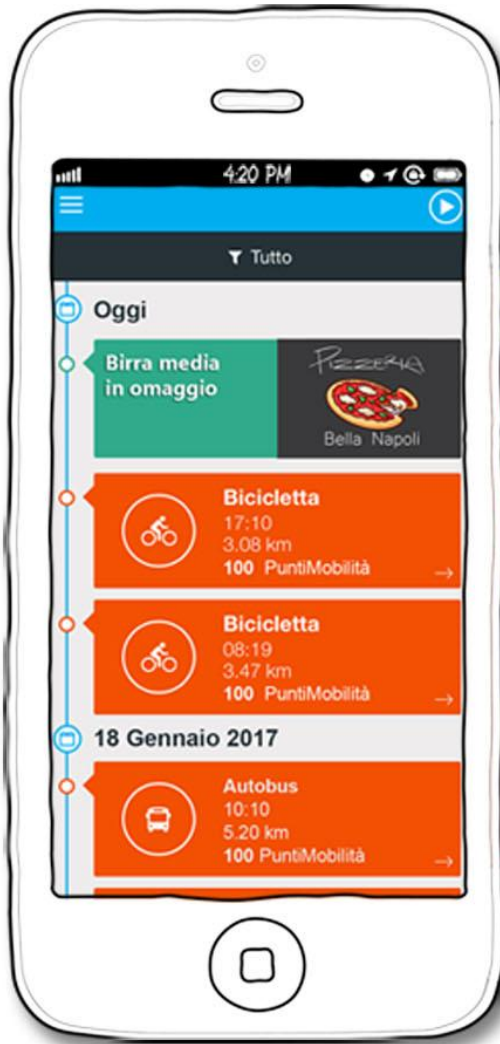 4:20 PM
Tutto
Oggi
Birra media
in omaggio
PIZZERIA
Bella Napoli
Bicicletta
17:10
3.08 km
100 PuntiMobilità
Bicicletta
08:19
3.47 km
100 PuntiMobilità
18 Gennaio 2017
Autobus
10:10
5.20 km
100 PuntiMobilità